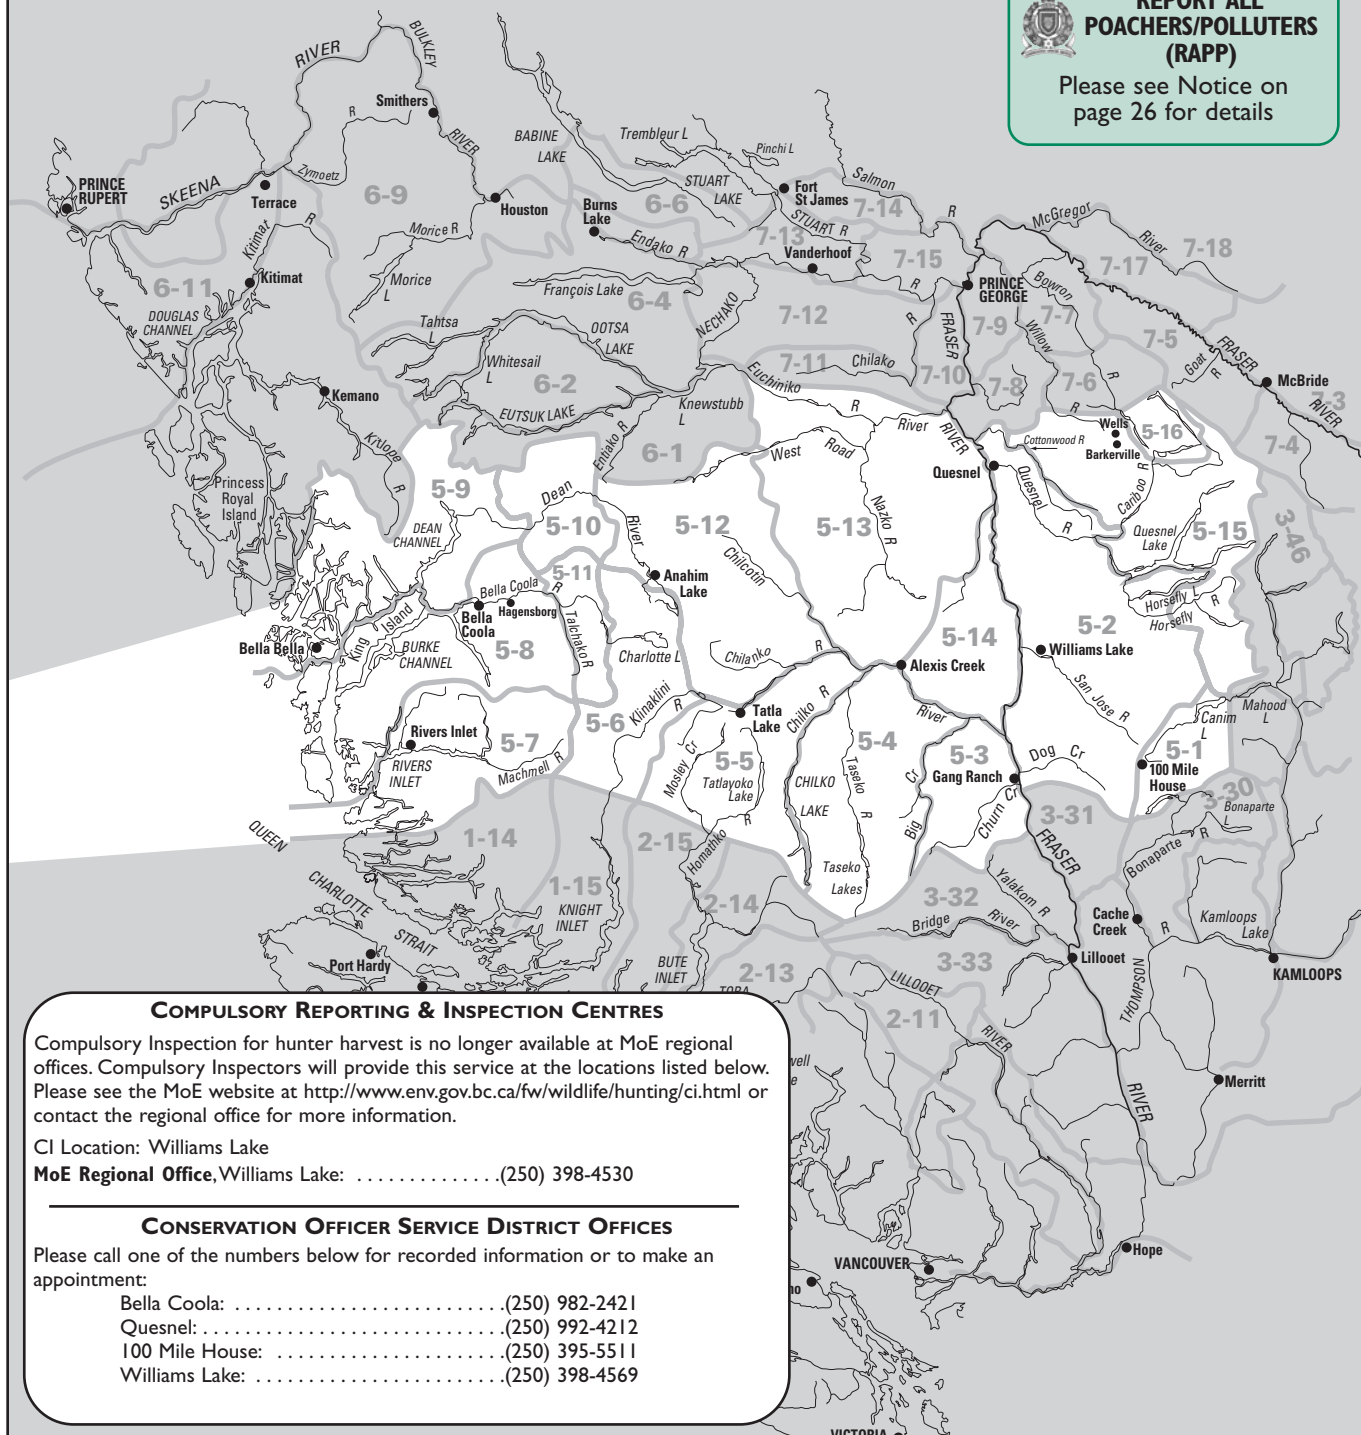 REPORT ALL
POACHERS/POLLUTERS
(RAPP)
Please see Notice on
page 26 for details
RIVER
BULKLEY
Smithers
R
RIVER
BABINE
LAKE
Trembleur L
Pinchi L
Salmon
PRINCE
RUPERT
SKEENA
Terrace
Zymoetz
6-9
Houston
Burns
Lake
6-6
STUART
LAKE
Fort
St James
7-14
R
McGregor
River
7-18
Kitimar
R
Morice R
Endako R
7-13
STUART R
Vanderhoof
7-15
7-17
6-11
Kitimat
Morice
L
François Lake
6-4
NECHAKO
R
PRINCE
GEORGE
Bowron
DOUGLAS
CHANNEL
Tahtsa
L
OOTSA
LAKE
7-12
R
FRASER
7-9
Willow
7-7
7-5
Goat
R
FRASER
Whitesail
L
6-2
7-11
Chilako
7-10
7-8
7-6
R
McBride
7-3
RIVER
Kemano
EUTSUK LAKE
Knewstubb
L
Euchiniko
R
River
RIVER
R
Wells
Barkerville
5-16
7-4
Kitlope
R
Entiako R
6-1
West
Road
Cottonwood R
Quesnel
Princess
Royal
Island
5-9
Dean
Quesnel
R
Cariboo
R
DEAN
CHANNEL
5-10
River
5-12
5-13
Nazko
R
Quesnel
Lake
5-15
3-46
5-11
Chilcotin
Anahim
Lake
Bella Coola
R
Hagensborg
Bella
Coola
Horsefly L
R
Horsefly
King
Island
5-8
Talchako R
5-14
5-2
Bella Bella
BURKE
CHANNEL
Charlotte L
Chilanko
R
Alexis Creek
Williams Lake
Klinaklini
R
5-6
San Jose
R
Mahood
L
Rivers Inlet
Tatla
Lake
Chilko
R
River
Canim
L
5-7
RIVERS
INLET
Machmell
R
Mosley
Cr
5-5
Tatlayoko
Lake
5-4
Taseko
R
Cr
Big
5-3
Gang Ranch
Dog
Cr
5-1
100 Mile
House
CHILKO
LAKE
Churn
Cr
3-31
3-30
Bonaparte
L
QUEEN
1-14
2-15
Homathko
R
FRASER
Bonaparte
R
CHARLOTTE
STRAIT
1-15
KNIGHT
INLET
2-14
Taseko
Lakes
3-32
Yalakom
R
Bridge
River
Cache
Creek
R
Kamloops
Lake
Port Hardy
BUTE
INLET
2-13
3-33
Lillooet
KAMLOOPS
TOBA
LILLOOET
RIVER
2-11
THOMPSON
COMPULSORY REPORTING & INSPECTION CENTRES
Compulsory Inspection for hunter harvest is no longer available at MoE regional
offices. Compulsory Inspectors will provide this service at the locations listed below.
Please see the MoE website at http://www.env.gov.bc.ca/fw/wildlife/hunting/ci.html or
contact the regional office for more information.
CI Location: Williams Lake
MoE Regional Office, Williams Lake: . . . . . . . . . . . . . .(250) 398-4530
well
e
Merritt
RIVER
CONSERVATION OFFICER SERVICE DISTRICT OFFICES
Please call one of the numbers below for recorded information or to make an
appointment:
Bella Coola: . . . . . . . . . . . . . . . . . . . . . . . . . .(250) 982-2421
Quesnel: . . . . . . . . . . . . . . . . . . . . . . . . . . . . .(250) 992-4212
100 Mile House: . . . . . . . . . . . . . . . . . . . . . .(250) 395-5511
Williams Lake: . . . . . . . . . . . . . . . . . . . . . . . .(250) 398-4569
Hope
VANCOUVER
no
VICTORIA